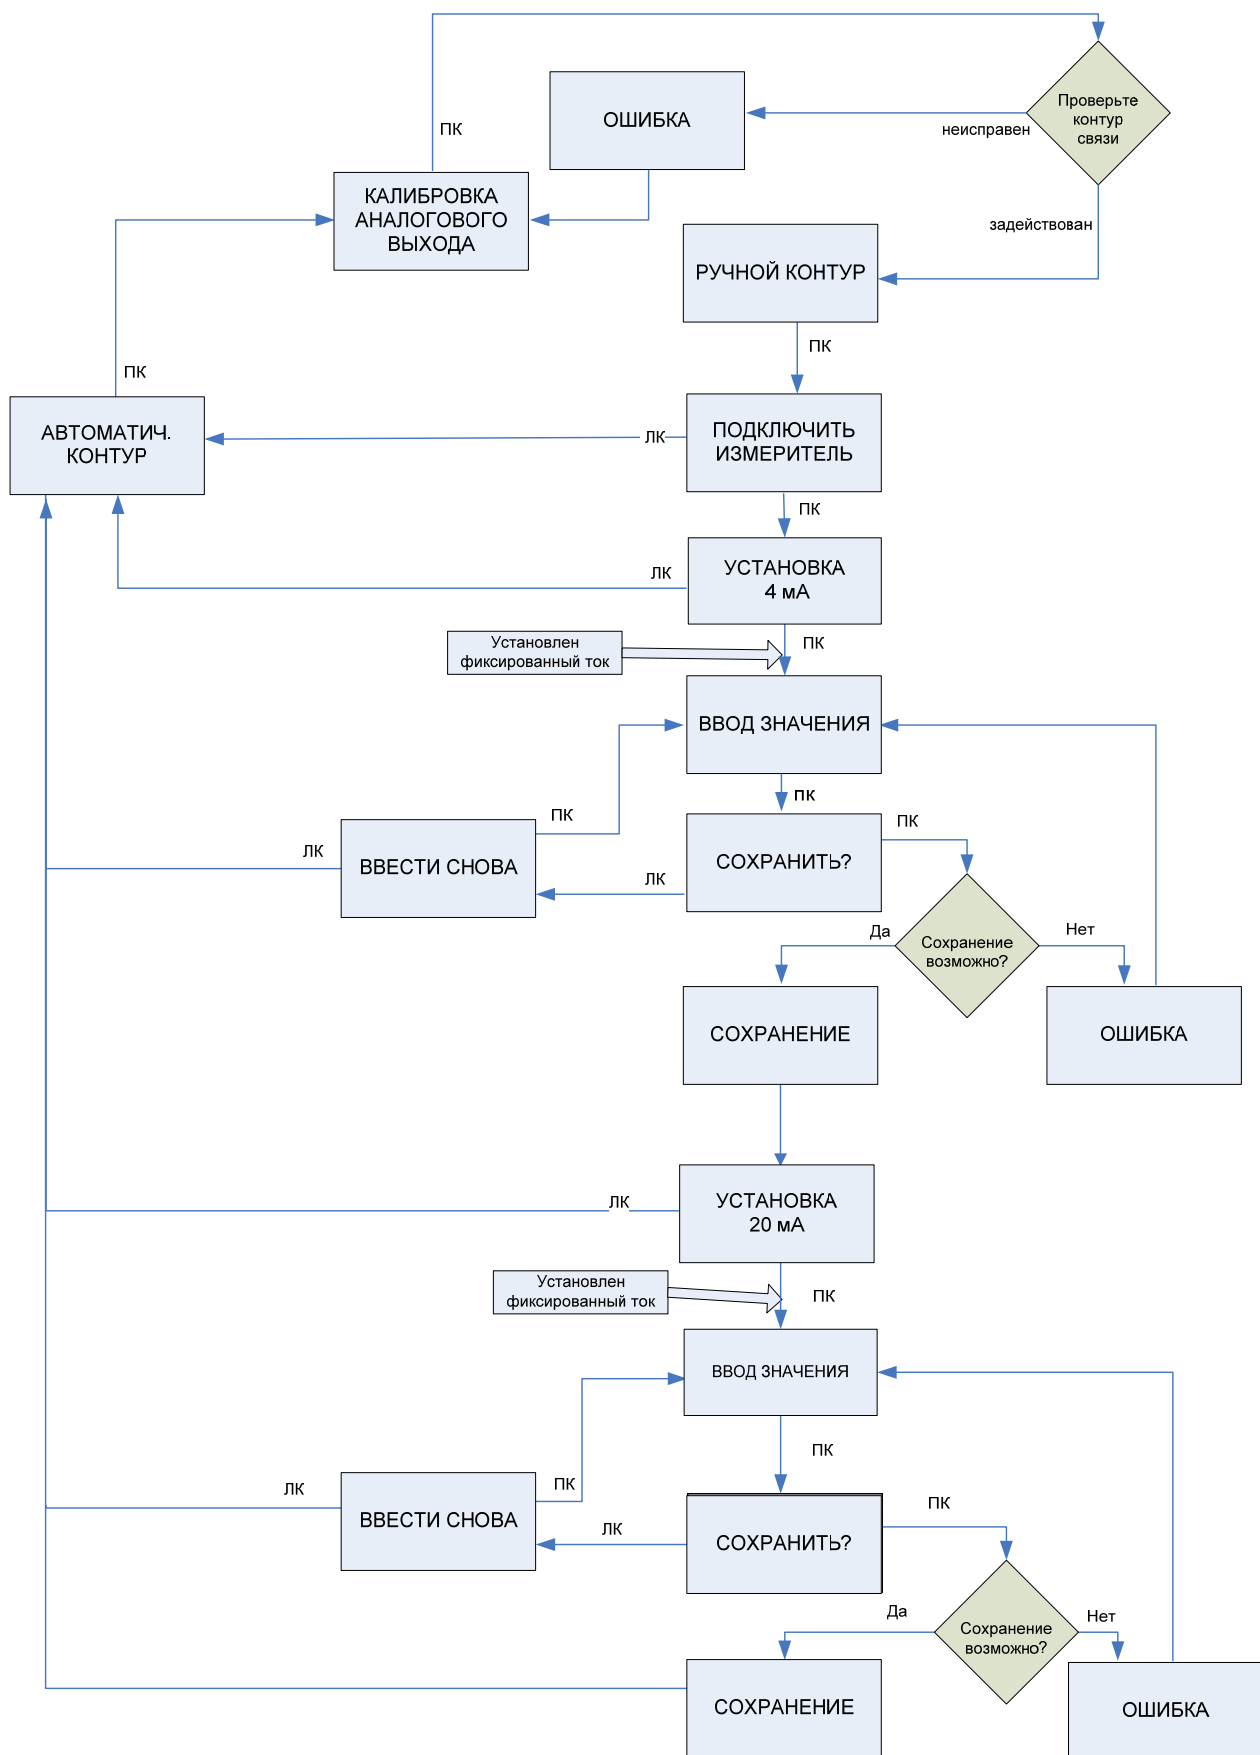 Проверьте
контур
связи
ОШИБКА
неисправен
ПК
КАЛИБРОВКА
АНАЛОГОВОГО
ВЫХОДА
задействован
РУЧНОЙ КОНТУР
ПК
ПК
АВТОМАТИЧ.
КОНТУР
ЛК
ПОДКЛЮЧИТЬ
ИЗМЕРИТЕЛЬ
ПК
ЛК
УСТАНОВКА
4 мА
Установлен
фиксированный ток
ПК
ВВОД ЗНАЧЕНИЯ
ПК
ПК
ПК
ЛК
ВВЕСТИ СНОВА
ЛК
СОХРАНИТЬ?
Да
Сохранение
возможно?
Нет
СОХРАНЕНИЕ
ОШИБКА
ЛК
УСТАНОВКА
20 мА
Установлен
фиксированный ток
ПК
ВВОД ЗНАЧЕНИЯ
ПК
ЛК
ПК
ВВЕСТИ СНОВА
ЛК
СОХРАНИТЬ?
ПК
Да
Сохранение
возможно?
Нет
СОХРАНЕНИЕ
ОШИБКА